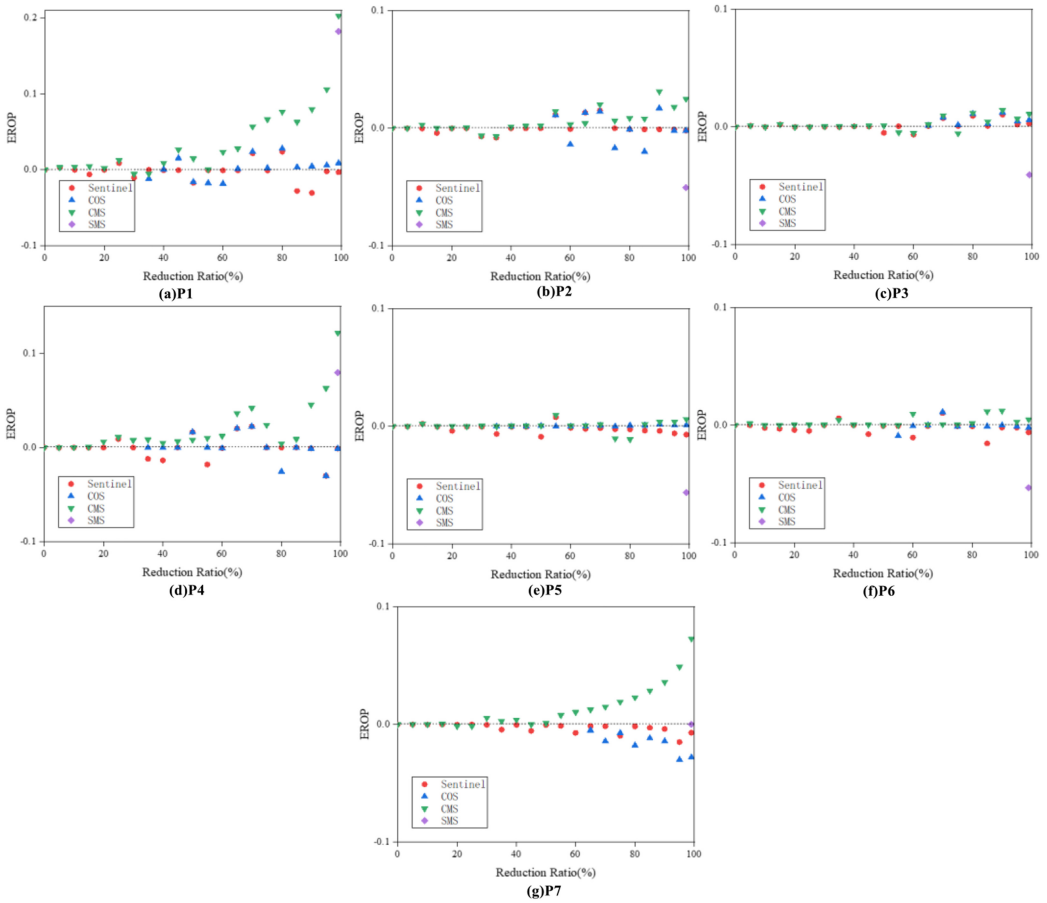 0.2
0.1
0.0
-0.1
EROP
Sentinel
COS
CMS
SMS
0 20 40 60 80 100
Reduction Ratio(%)
(a)P1
0.1
0.0
-0.1
EROP
Sentinel
COS
CMS
SMS
0 20 40 60 80 100
Reduction Ratio(%)
(b)P2
0.1
0.0
-0.1
EROP
Sentinel
COS
CMS
SMS
0 20 40 60 80 100
Reduction Ratio(%)
(c)P3
0.1
0.0
-0.1
EROP
Sentinel
COS
CMS
SMS
0 20 40 60 80 100
Reduction Ratio(%)
(d)P4
0.1
0.0
-0.1
EROP
Sentinel
COS
CMS
SMS
0 20 40 60 80 100
Reduction Ratio(%)
(e)P5
0.1
0.0
-0.1
EROP
Sentinel
COS
CMS
SMS
0 20 40 60 80 100
Reduction Ratio(%)
(f)P6
0.1
0.0
-0.1
EROP
Sentinel
COS
CMS
SMS
0 20 40 60 80 100
Reduction Ratio(%)
(g)P7